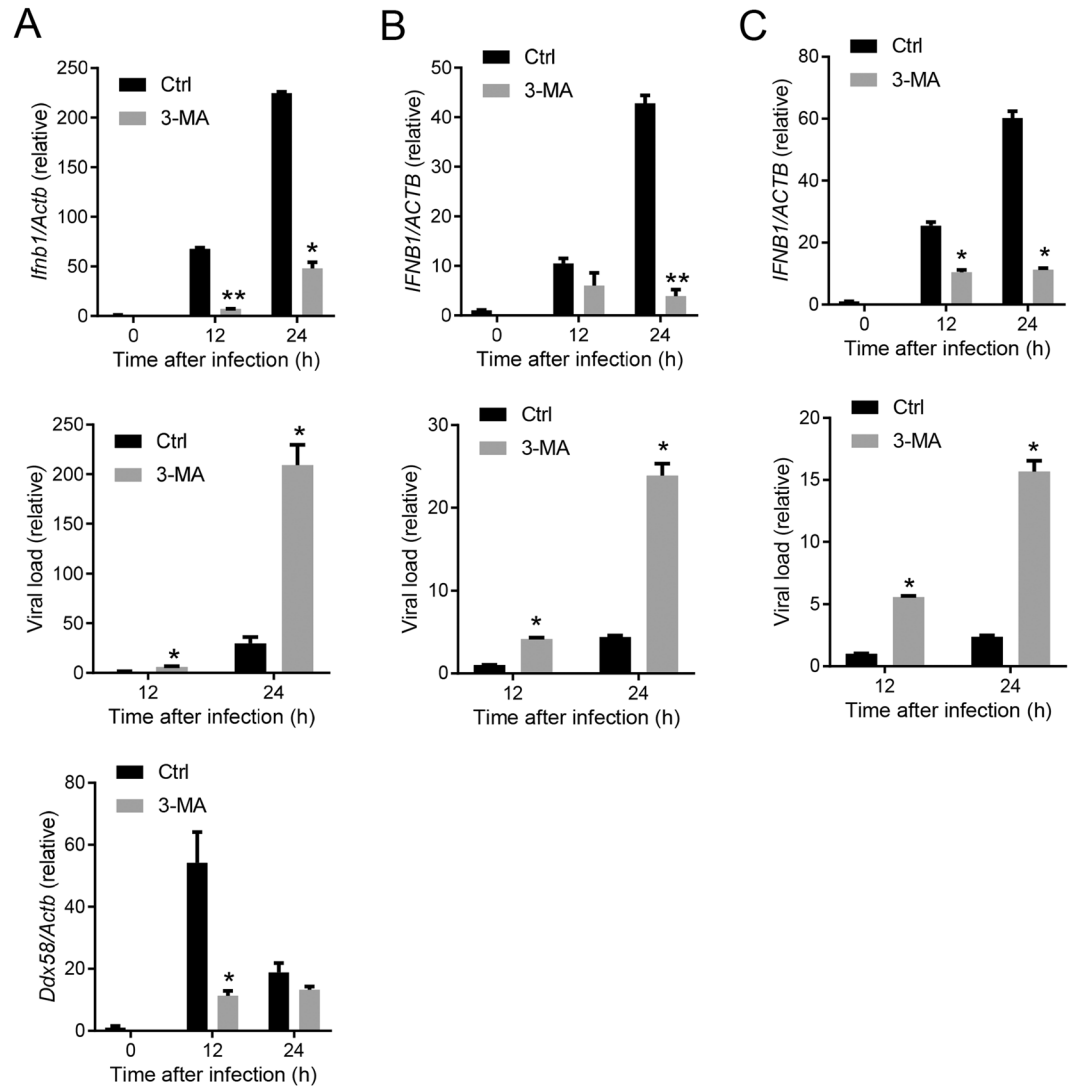 A
Ctrl
3-MA
250
200
150
100
50
0
Ifnb1/Actb (relative)
**
*
0 12 24
Time after infection (h)
B
Ctrl
3-MA
50
40
30
20
10
0
IFNB1/ACTB (relative)
**
0 12 24
Time after infection (h)
C
Ctrl
3-MA
80
60
40
20
0
IFNB1/ACTB (relative)
*
*
0 12 24
Time after infection (h)
Ctrl
3-MA
250
200
150
100
50
0
Viral load (relative)
*
*
12 24
Time after infection (h)
Ctrl
3-MA
30
20
10
0
Viral load (relative)
*
*
12 24
Time after infection (h)
Ctrl
3-MA
20
15
10
5
0
Viral load (relative)
*
*
12 24
Time after infection (h)
Ctrl
3-MA
80
60
40
20
0
Ddx58/Actb (relative)
*
0 12 24
Time after infection (h)